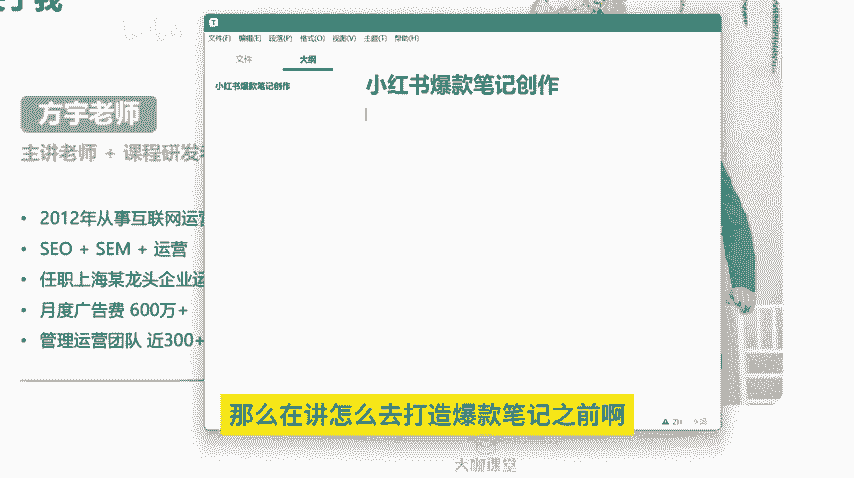 文件(F) 编辑(E) 段落(P) 格式(O) 视图(V) 主题(T) 帮助(H)
文件
大纲
小红书爆款笔记创作
小红书爆款笔记创作
方宇老师
主讲老师 + 课程研发
• 2012年从事互联网运营
• SEO + SEM + 运营
• 任职上海某龙头企业运
• 月度广告费 600万+
• 管理运营团队 近300+
那么在讲怎么去打造爆款笔记之前啊
大咖课堂